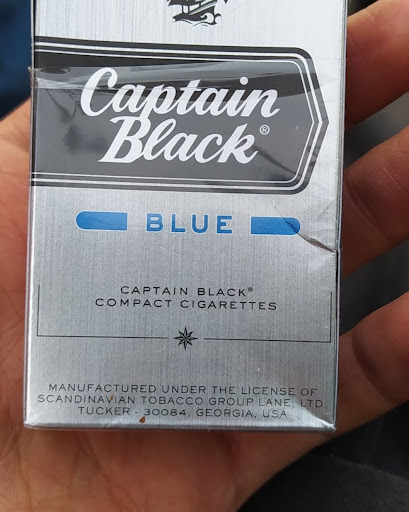 Captain
Black®
BLUE
CAPTAIN BLACK®
COMPACT CIGARETTES
MANUFACTURED UNDER THE LICENSE OF
SCANDINAVIAN TOBACCO GROUP LANE, LTD.
TUCKER - 30084, GEORGIA, USA